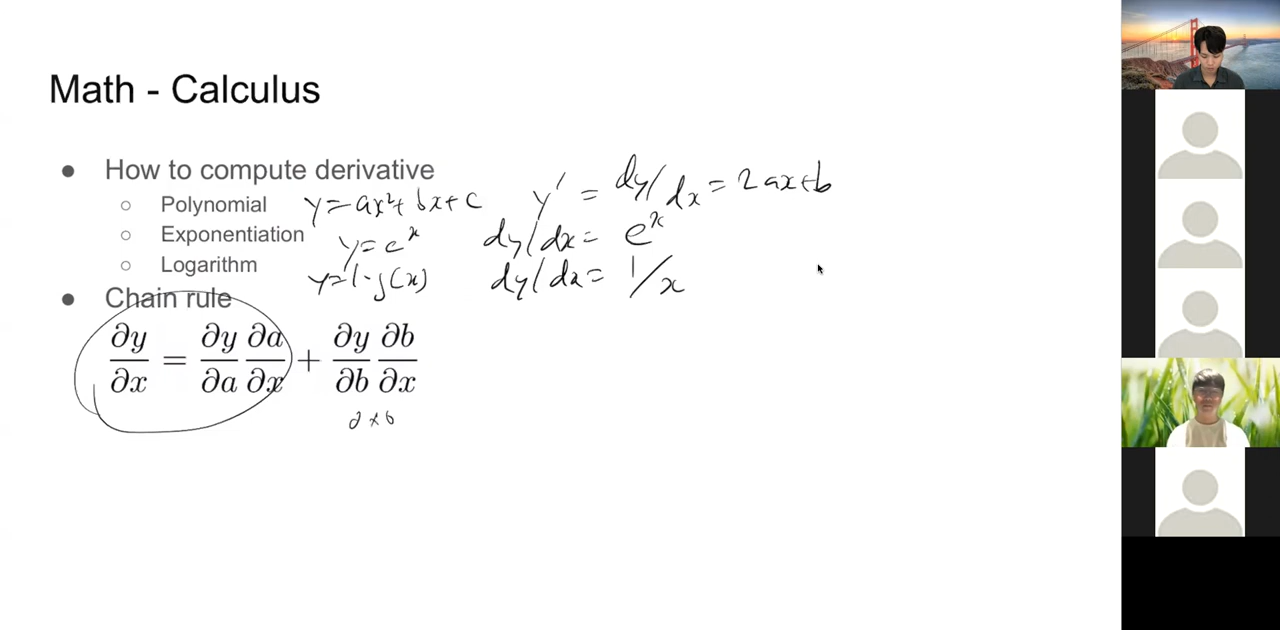 Math - Calculus
● How to compute derivative
○ Polynomial y=ax²+bx+c y' = dy/dx = 2ax+b
○ Exponentiation y=e^x dy/dx = e^x
○ Logarithm y=log(x) dy/dx = 1/x
● Chain rule
∂y/∂x = ∂y/∂a ∂a/∂x + ∂y/∂b ∂b/∂x